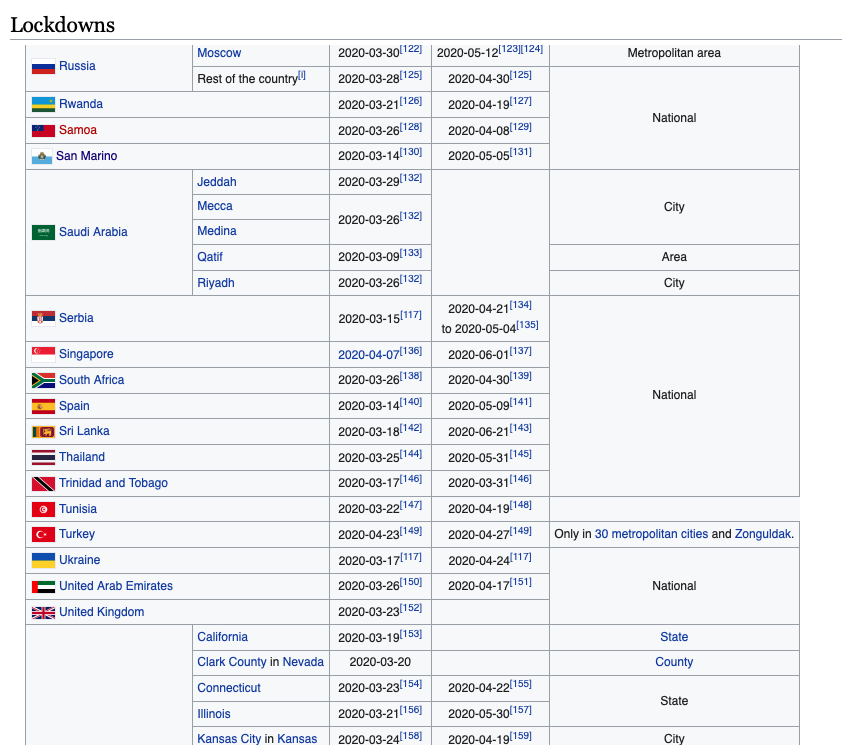 Lockdowns
Russia Moscow 2020-03-30[122] 2020-05-12[123][124] Metropolitan area
Rest of the country[i] 2020-03-28[125] 2020-04-30[125] National
Rwanda 2020-03-21[126] 2020-04-19[127]
Samoa 2020-03-26[128] 2020-04-08[129]
San Marino 2020-03-14[130] 2020-05-05[131]
Saudi Arabia Jeddah 2020-03-29[132] City
Mecca 2020-03-26[132]
Medina
Qatif 2020-03-09[133] Area
Riyadh 2020-03-26[132] City
Serbia 2020-03-15[117] 2020-04-21[134]
to 2020-05-04[135] National
Singapore 2020-04-07[136] 2020-06-01[137]
South Africa 2020-03-26[138] 2020-04-30[139]
Spain 2020-03-14[140] 2020-05-09[141]
Sri Lanka 2020-03-18[142] 2020-06-21[143]
Thailand 2020-03-25[144] 2020-05-31[145]
Trinidad and Tobago 2020-03-17[146] 2020-03-31[146]
Tunisia 2020-03-22[147] 2020-04-19[148]
Turkey 2020-04-23[149] 2020-04-27[149] Only in 30 metropolitan cities and Zonguldak.
Ukraine 2020-03-17[117] 2020-04-24[117] National
United Arab Emirates 2020-03-26[150] 2020-04-17[151]
United Kingdom 2020-03-23[152]
California 2020-03-19[153] State
Clark County in Nevada 2020-03-20 County
Connecticut 2020-03-23[154] 2020-04-22[155] State
Illinois 2020-03-21[156] 2020-05-30[157]
Kansas City in Kansas 2020-03-24[158] 2020-04-19[159] City